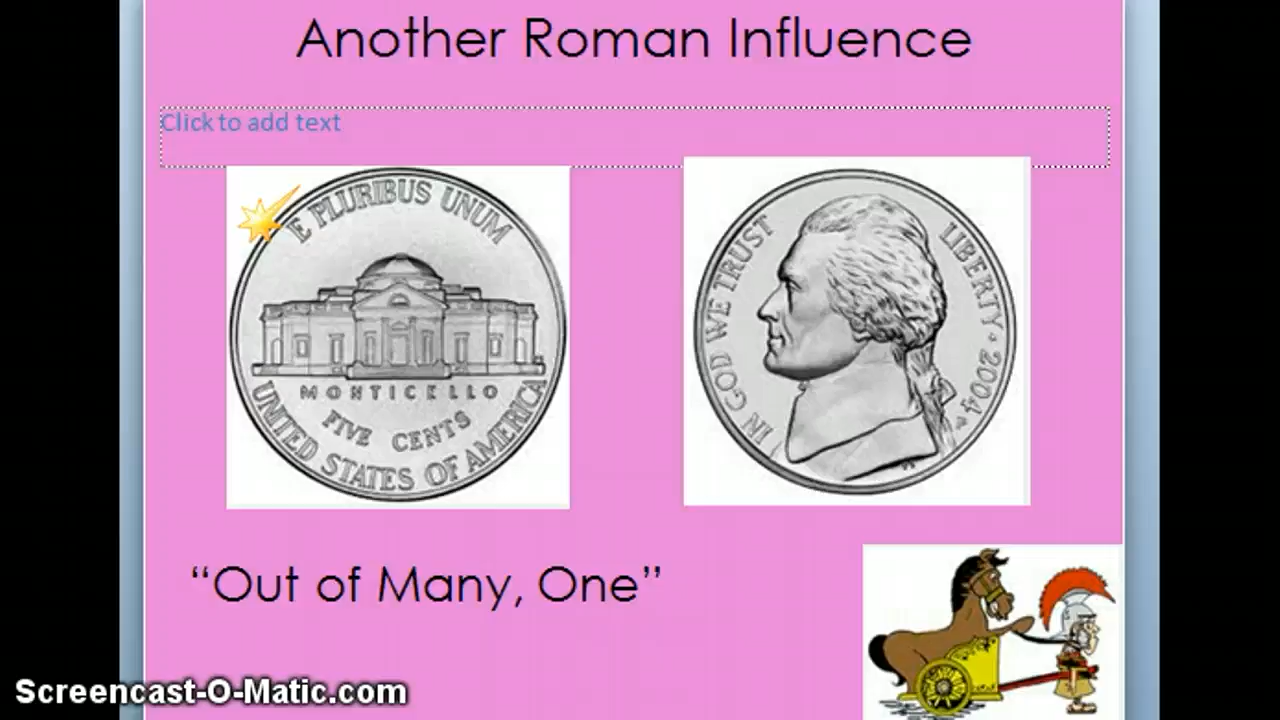 Another Roman Influence
Click to add text
E PLURIBUS UNUM
MONTICELLO
FIVE CENTS
UNITED STATES OF AMERICA
IN GOD WE TRUST
LIBERTY · 2004
“Out of Many, One”
Screencast-O-Matic.com